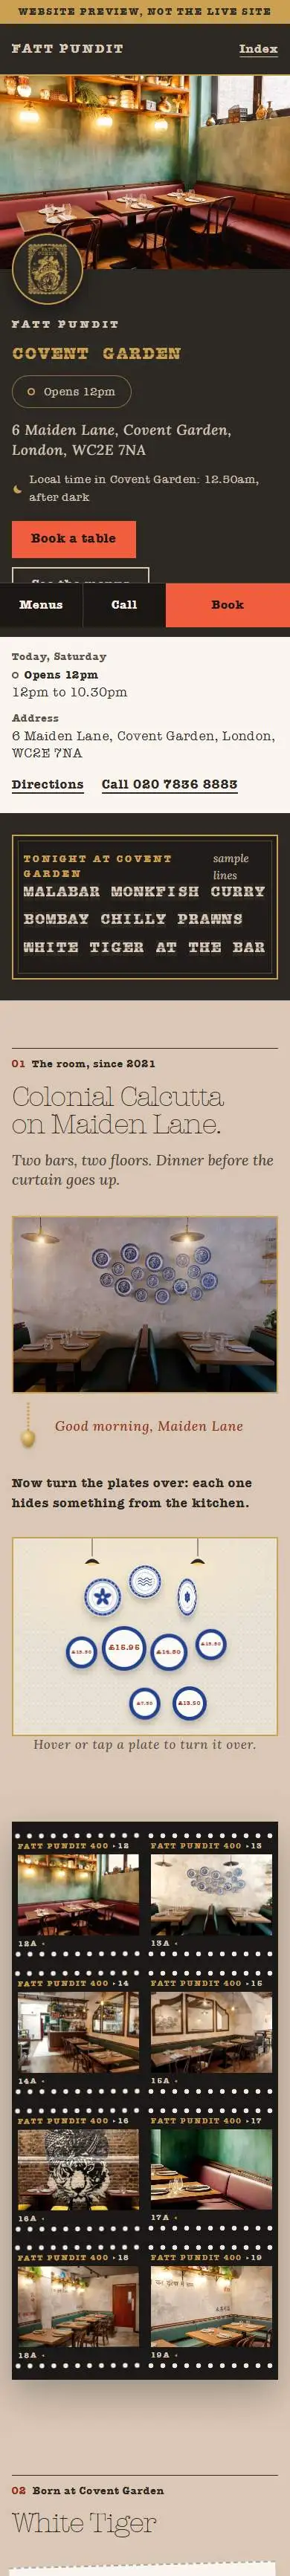 WEBSITE PREVIEW, NOT THE LIVE SITE
FATT PUNDIT
Index
FATT PUNDIT
COVENT GARDEN
Opens 12pm
6 Maiden Lane, Covent Garden,
London, WC2E 7NA
Local time in Covent Garden: 12.50am,
after dark
Book a table
Menus
Call
Book
Today, Saturday
Opens 12pm
12pm to 10.30pm
Address
6 Maiden Lane, Covent Garden, London,
WC2E 7NA
Directions
Call 020 7836 8883
TONIGHT AT COVENT
GARDEN
sample
lines
MALABAR MONKFISH CURRY
BOMBAY CHILLY PRAWNS
WHITE TIGER AT THE BAR
01 The room, since 2021
Colonial Calcutta
on Maiden Lane.
Two bars, two floors. Dinner before the
curtain goes up.
Good morning, Maiden Lane
Now turn the plates over: each one
hides something from the kitchen.
£16.95
Hover or tap a plate to turn it over.
FATT PUNDIT 400 12
FATT PUNDIT 400 13
12A
13A
FATT PUNDIT 400 14
FATT PUNDIT 400 15
14A
15A
FATT PUNDIT 400 16
FATT PUNDIT 400 17
16A
17A
FATT PUNDIT 400 18
FATT PUNDIT 400 19
18A
19A
02 Born at Covent Garden
White Tiger